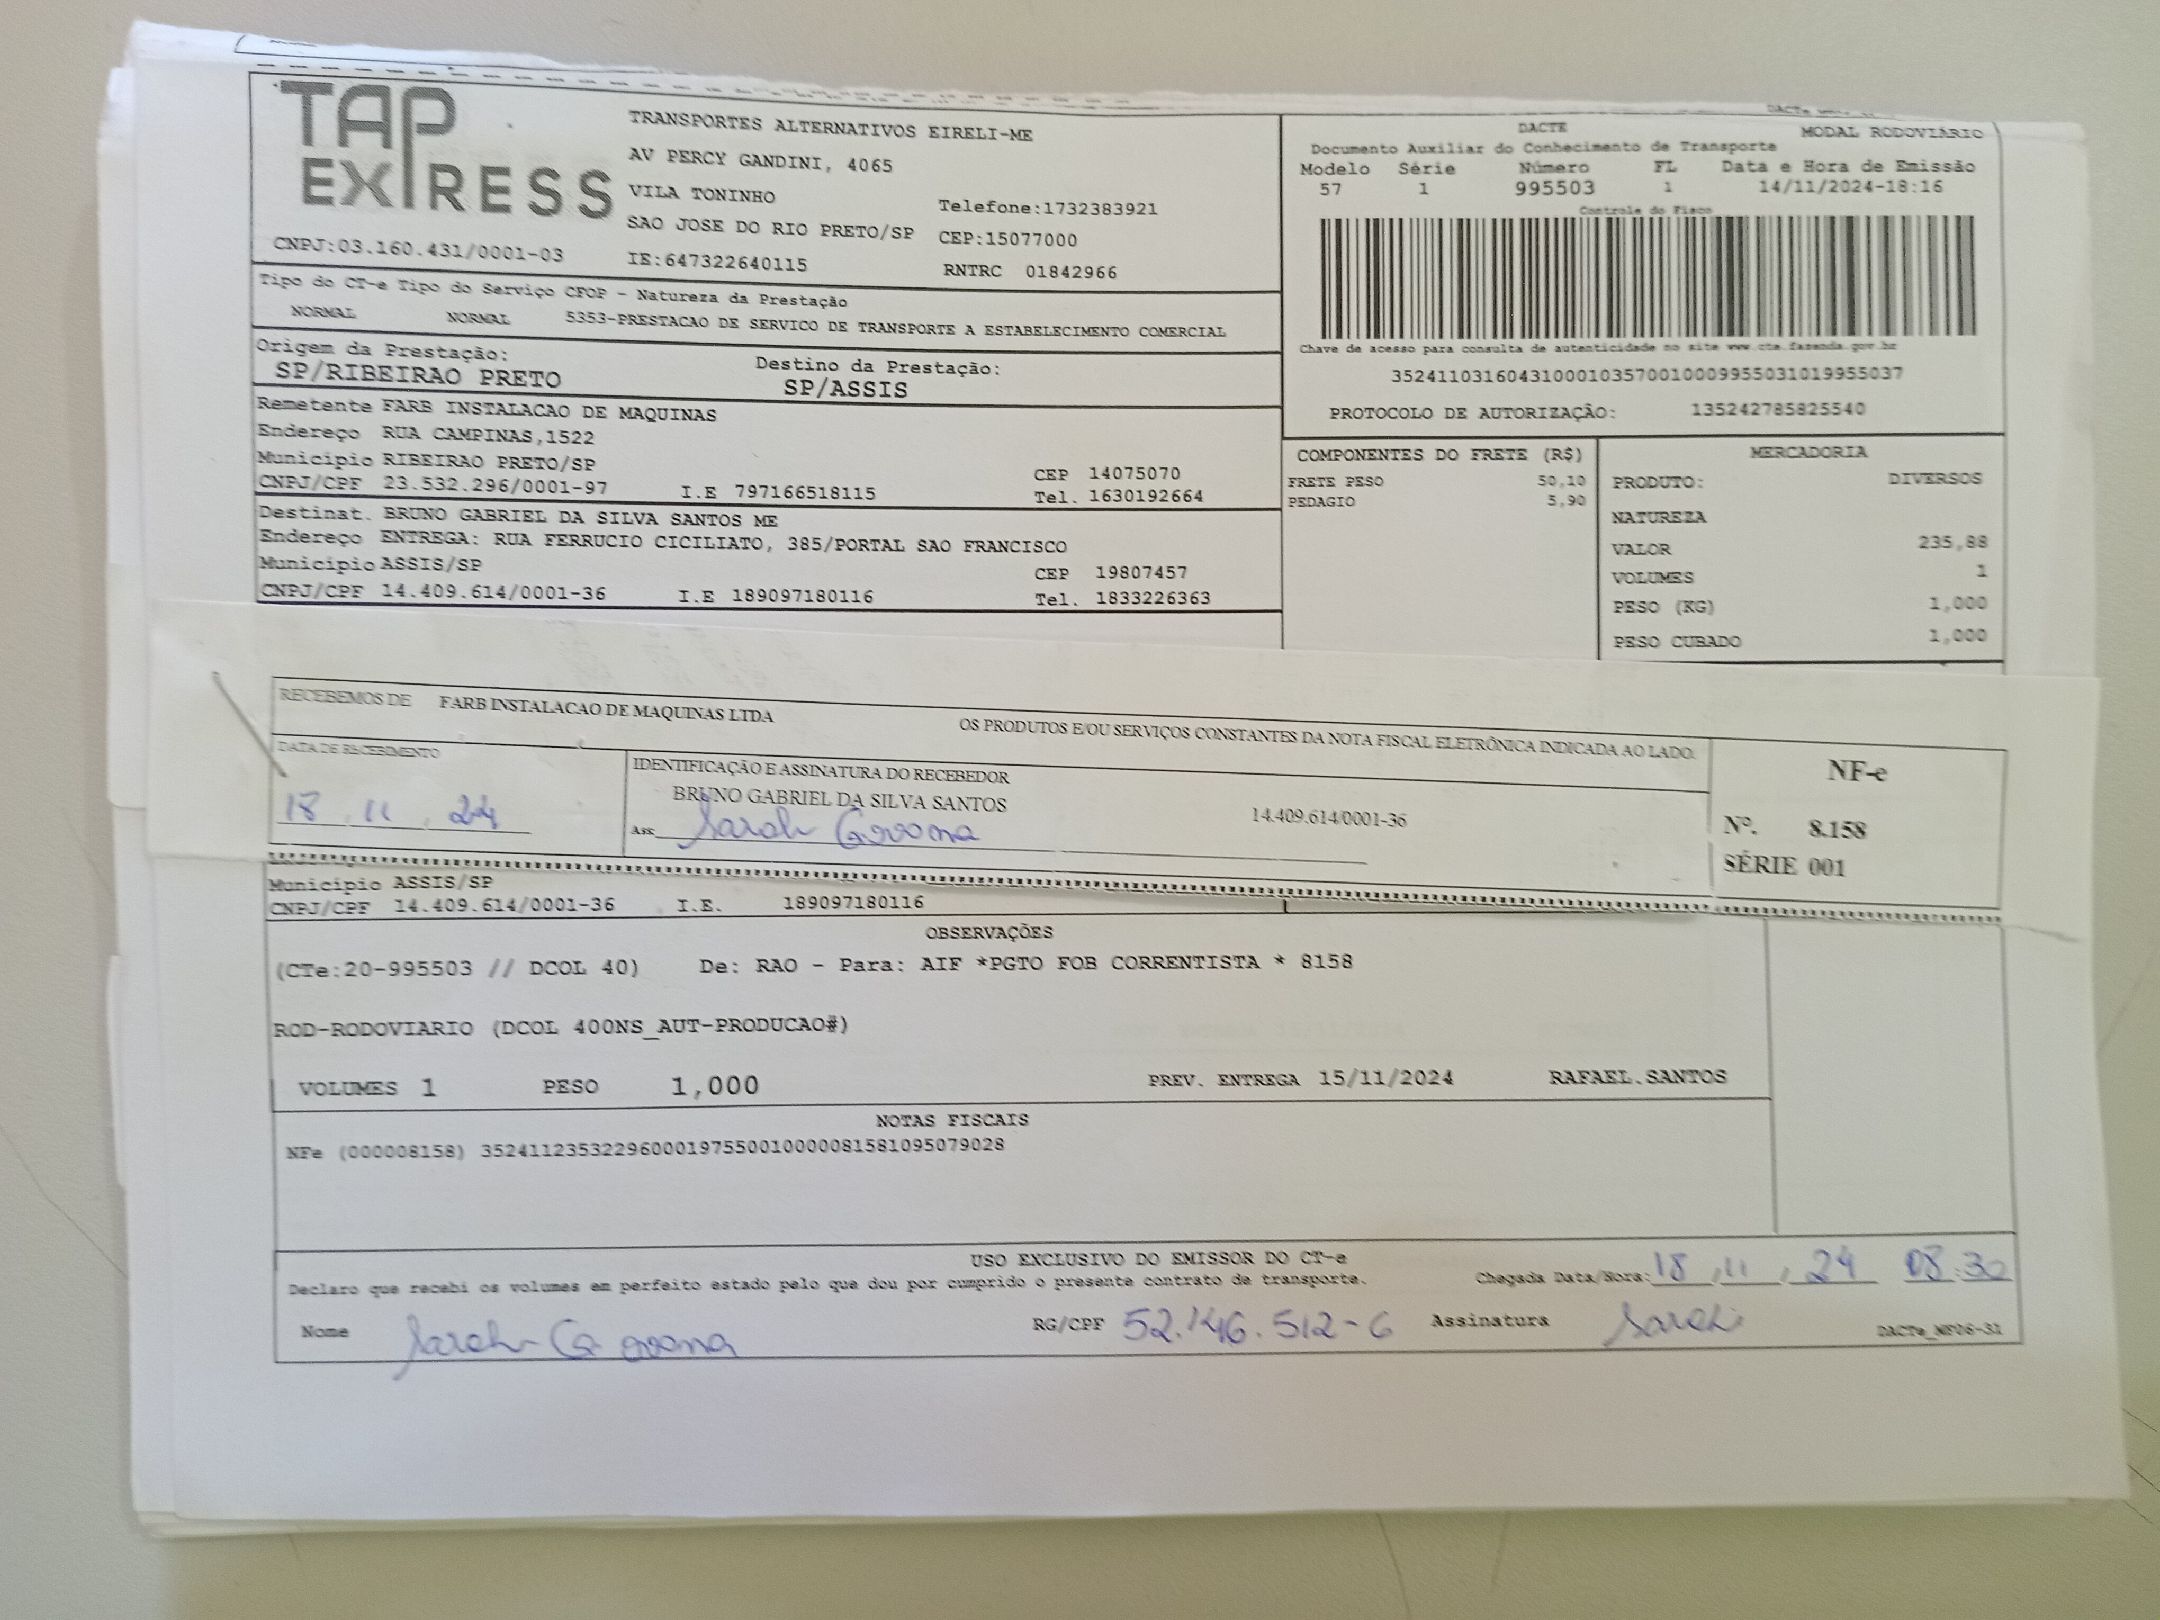 TAP EXPRESS
TRANSPORTES ALTERNATIVOS EIRELI-ME
AV PERCY GANDINI, 4065
VILA TONINHO
Telefone:1732383921
SAO JOSE DO RIO PRETO/SP CEP:15077000
CNPJ:03.160.431/0001-03
IE:647322640115 RNTRC 01842966
DACTE
MODAL RODOVIÁRIO
Documento Auxiliar do Conhecimento de Transporte
Modelo Série Número FL Data e Hora de Emissão
57 1 995503 1 14/11/2024-18:16
Controle do Fisco
Chave de acesso para consulta de autenticidade no site www.cte.fazenda.gov.br
35241103160431000103570010009955031019955037
PROTOCOLO DE AUTORIZAÇÃO: 135242785825540
Tipo do CT-e Tipo do Serviço CFOP - Natureza da Prestação
NORMAL NORMAL 5353-PRESTACAO DE SERVICO DE TRANSPORTE A ESTABELECIMENTO COMERCIAL
Origem da Prestação: Destino da Prestação:
SP/RIBEIRAO PRETO SP/ASSIS
Remetente FARB INSTALACAO DE MAQUINAS
Endereço RUA CAMPINAS,1522
Municipio RIBEIRAO PRETO/SP CEP 14075070
CNPJ/CPF 23.532.296/0001-97 I.E 797166518115 Tel. 1630192664
Destinat. BRUNO GABRIEL DA SILVA SANTOS ME
Endereço ENTREGA: RUA FERRUCIO CICILIATO, 385/PORTAL SAO FRANCISCO
Municipio ASSIS/SP CEP 19807457
CNPJ/CPF 14.409.614/0001-36 I.E 189097180116 Tel. 1833226363
COMPONENTES DO FRETE (R$)
FRETE PESO 50,10
PEDAGIO 5,90
MERCADORIA
PRODUTO: DIVERSOS
NATUREZA
VALOR 235,88
VOLUMES 1
PESO (KG) 1,000
PESO CUBADO 1,000
RECEBEMOS DE FARB INSTALACAO DE MAQUINAS LTDA OS PRODUTOS E/OU SERVIÇOS CONSTANTES DA NOTA FISCAL ELETRÔNICA INDICADA AO LADO.
DATA DE RECEBIMENTO
18 . 11 . 24
IDENTIFICAÇÃO E ASSINATURA DO RECEBEDOR
BRUNO GABRIEL DA SILVA SANTOS 14.409.614/0001-36
Ass: Sarah
NF-e
Nº. 8.158
SÉRIE 001
Municipio ASSIS/SP
CNPJ/CPF 14.409.614/0001-36 I.E. 189097180116
OBSERVAÇÕES
(CTe:20-995503 // DCOL 40) De: RAO - Para: AIF *PGTO FOB CORRENTISTA * 8158
ROD-RODOVIARIO (DCOL 400NS_AUT-PRODUCAO#)
VOLUMES 1 PESO 1,000 PREV. ENTREGA 15/11/2024 RAFAEL.SANTOS
NOTAS FISCAIS
NFe (000008158) 35241123532296000197550010000081581095079028
USO EXCLUSIVO DO EMISSOR DO CT-e
Declaro que recebi os volumes em perfeito estado pelo que dou por cumprido o presente contrato de transporte. Chegada Data/Hora: 18 , 11 , 24 08:30
Nome Sarah RG/CPF 52.146.512-6 Assinatura Sarah